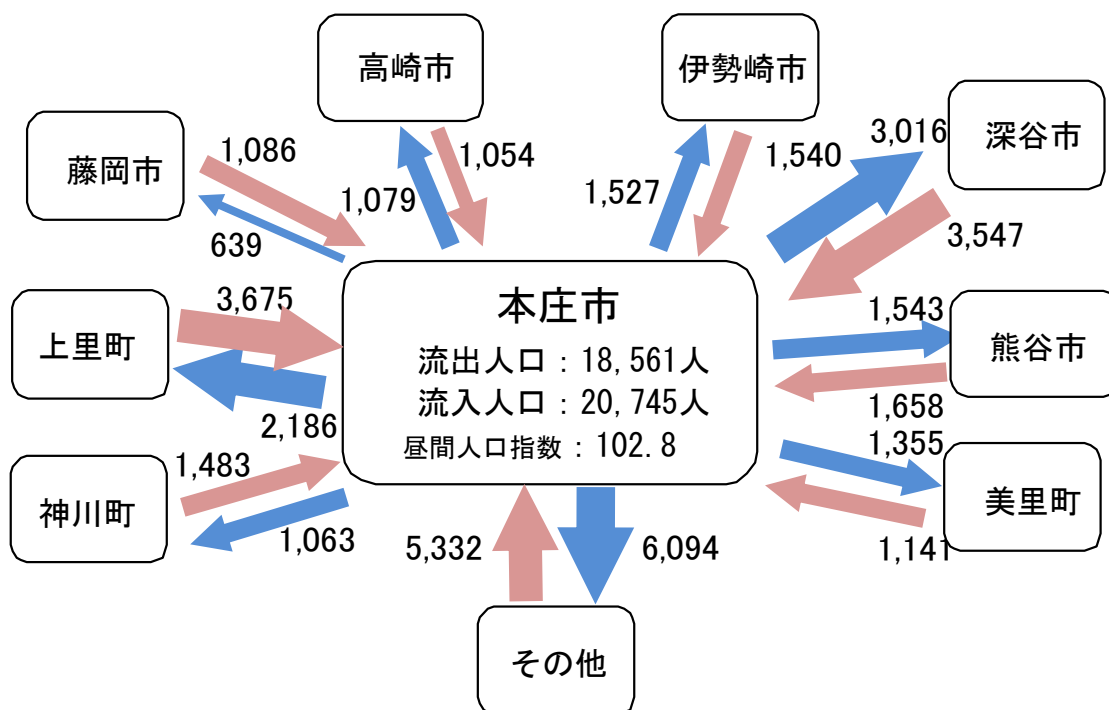 高崎市
伊勢崎市
深谷市
藤岡市
1,086
1,079
1,054
1,527
1,540
3,016
3,547
639
上里町
3,675
2,186
本庄市
流出人口：18,561人
流入人口：20,745人
昼間人口指数：102.8
1,543
熊谷市
1,658
神川町
1,483
1,063
1,355
美里町
1,141
5,332
6,094
その他